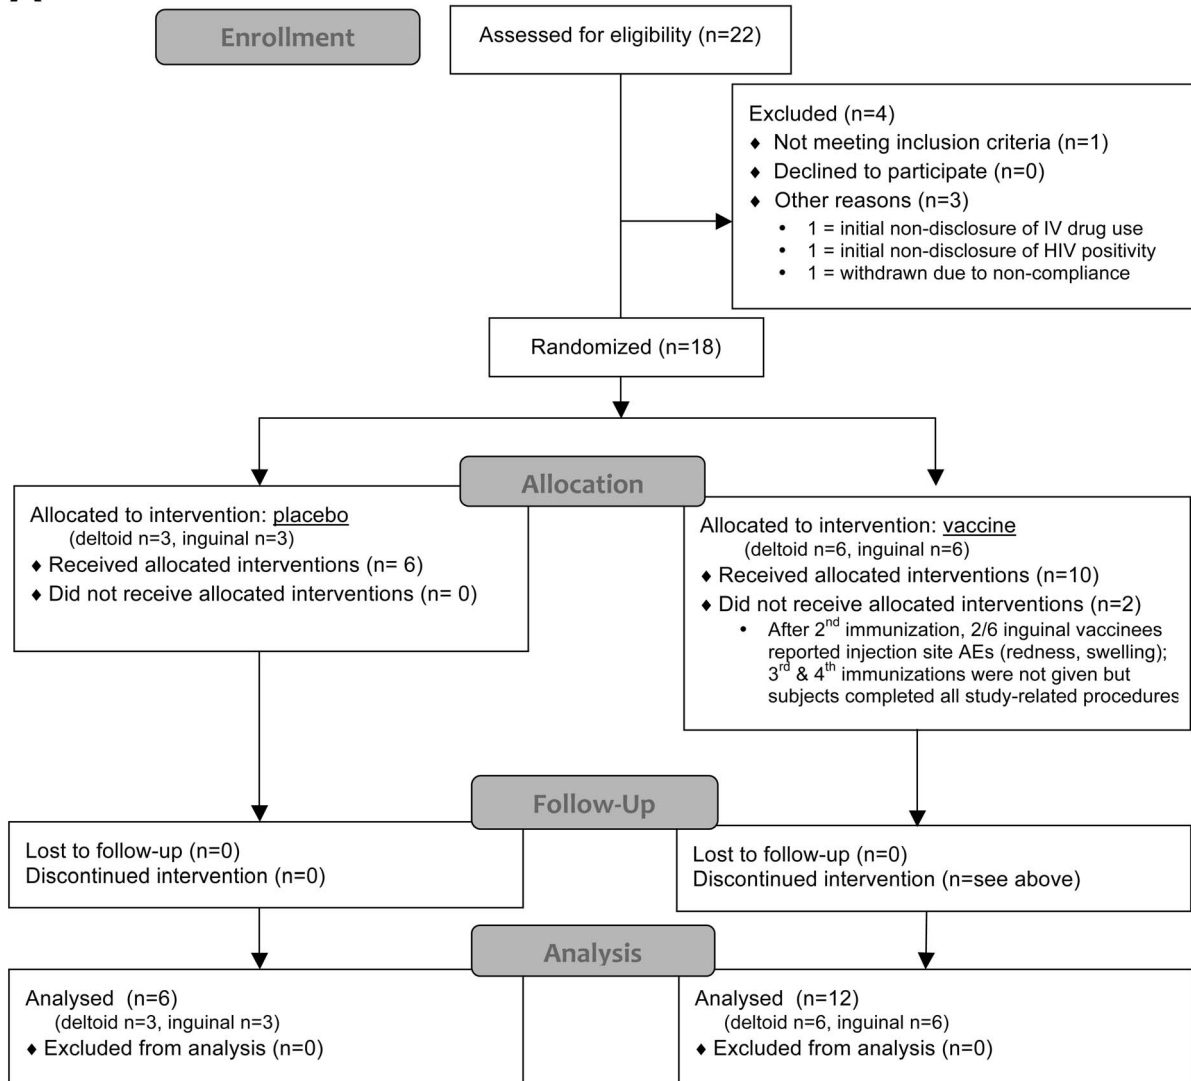 Enrollment
Assessed for eligibility (n=22)
Excluded (n=4)
♦ Not meeting inclusion criteria (n=1)
♦ Declined to participate (n=0)
♦ Other reasons (n=3)
• 1 = initial non-disclosure of IV drug use
• 1 = initial non-disclosure of HIV positivity
• 1 = withdrawn due to non-compliance
Randomized (n=18)
Allocation
Allocated to intervention: placebo
(deltoid n=3, inguinal n=3)
♦ Received allocated interventions (n= 6)
♦ Did not receive allocated interventions (n= 0)
Allocated to intervention: vaccine
(deltoid n=6, inguinal n=6)
♦ Received allocated interventions (n=10)
♦ Did not receive allocated interventions (n=2)
• After 2nd immunization, 2/6 inguinal vaccinees
reported injection site AEs (redness, swelling);
3rd & 4th immunizations were not given but
subjects completed all study-related procedures
Follow-Up
Lost to follow-up (n=0)
Discontinued intervention (n=0)
Lost to follow-up (n=0)
Discontinued intervention (n=see above)
Analysis
Analysed (n=6)
(deltoid n=3, inguinal n=3)
♦ Excluded from analysis (n=0)
Analysed (n=12)
(deltoid n=6, inguinal n=6)
♦ Excluded from analysis (n=0)